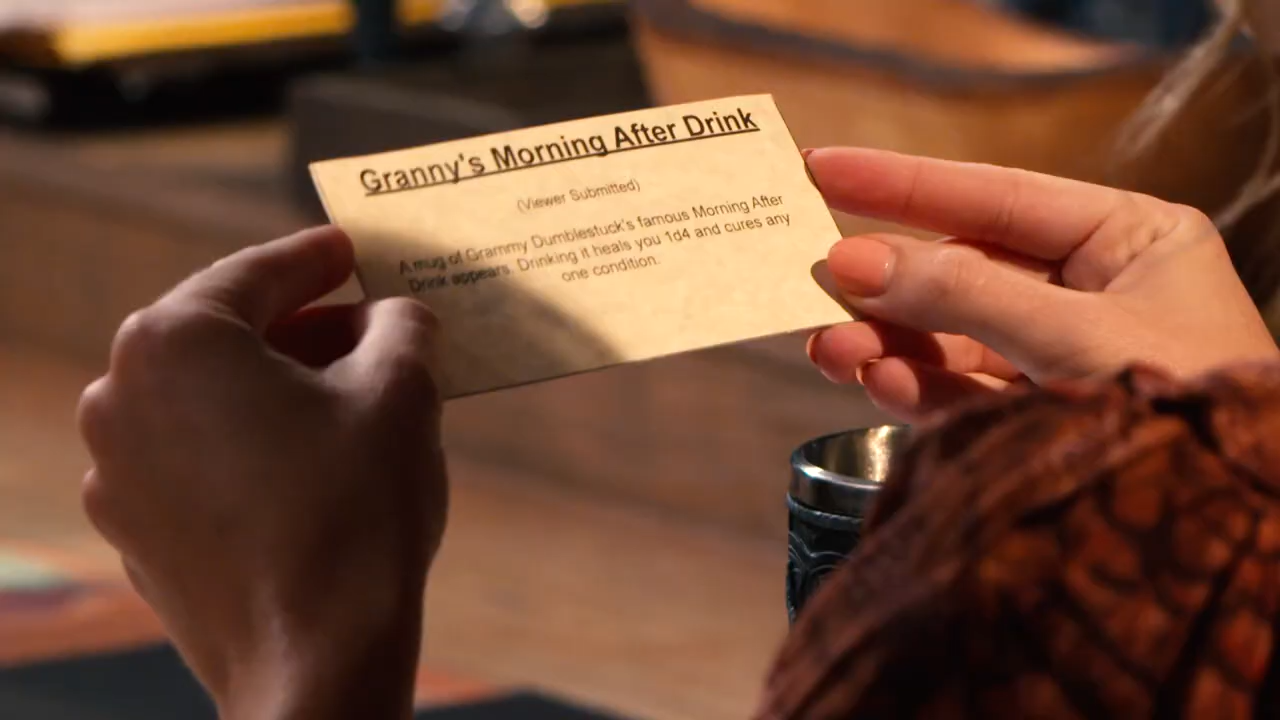 Granny's Morning After Drink
(Viewer Submitted)
A mug of Grammy Dumblestuck's famous Morning After
Drink appears. Drinking it heals you 1d4 and cures any
one condition.